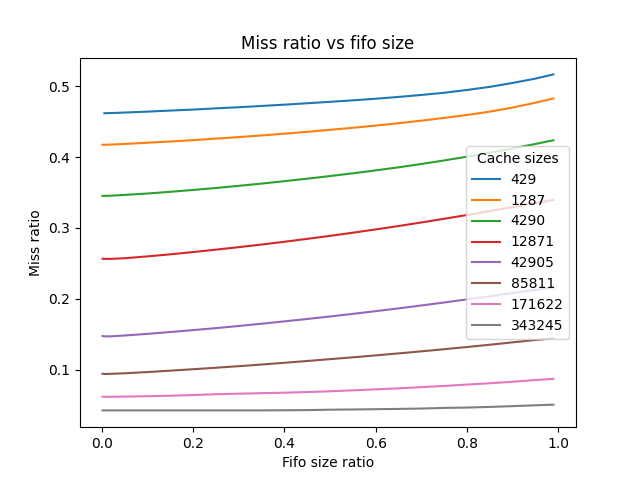 Miss ratio vs fifo size
0.5
0.4
0.3
0.2
0.1
Miss ratio
Cache sizes
429
1287
4290
12871
42905
85811
171622
343245
0.0 0.2 0.4 0.6 0.8 1.0
Fifo size ratio